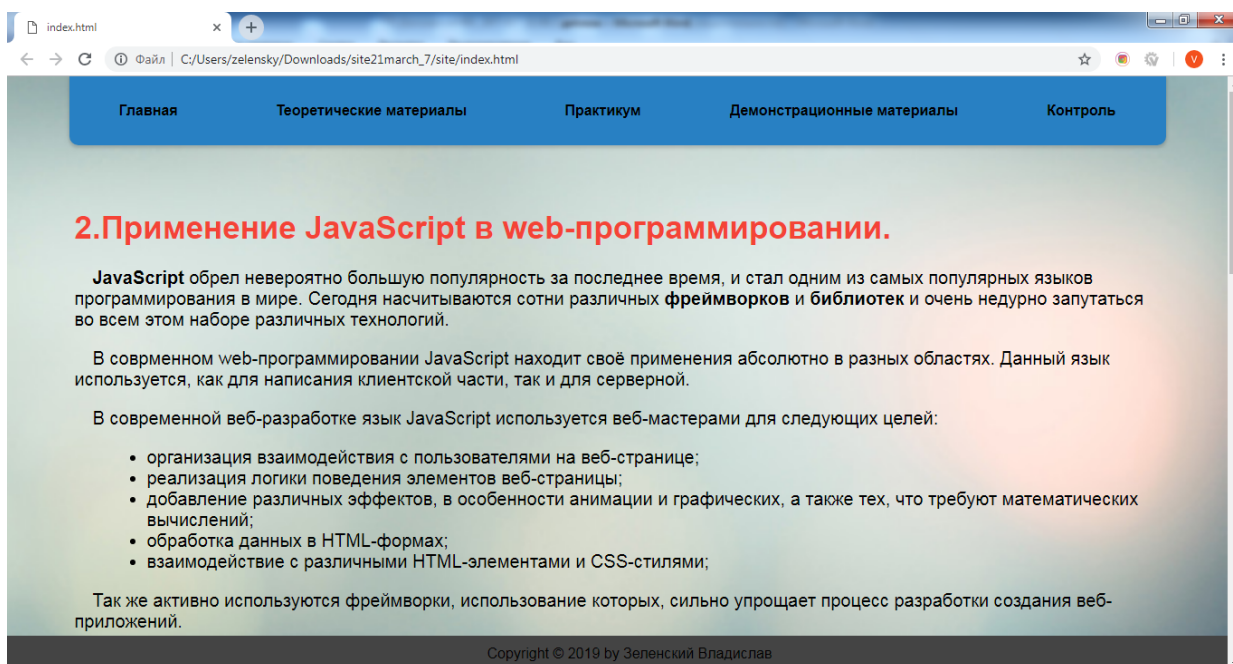 index.html
Файл | C:/Users/zelensky/Downloads/site21march_7/site/index.html
V
Главная Теоретические материалы Практикум Демонстрационные материалы Контроль
2.Применение JavaScript в web-программировании.
JavaScript обрел невероятно большую популярность за последнее время, и стал одним из самых популярных языков
программирования в мире. Сегодня насчитываются сотни различных фреймворков и библиотек и очень недурно запутаться
во всем этом наборе различных технологий.
В соврменном web-программировании JavaScript находит своё применения абсолютно в разных областях. Данный язык
используется, как для написания клиентской части, так и для серверной.
В современной веб-разработке язык JavaScript используется веб-мастерами для следующих целей:
• организация взаимодействия с пользователями на веб-странице;
• реализация логики поведения элементов веб-страницы;
• добавление различных эффектов, в особенности анимации и графических, а также тех, что требуют математических
вычислений;
• обработка данных в HTML-формах;
• взаимодействие с различными HTML-элементами и CSS-стилями;
Так же активно используются фреймворки, использование которых, сильно упрощает процесс разработки создания веб-
приложений.
Copyright © 2019 by Зеленский Владислав